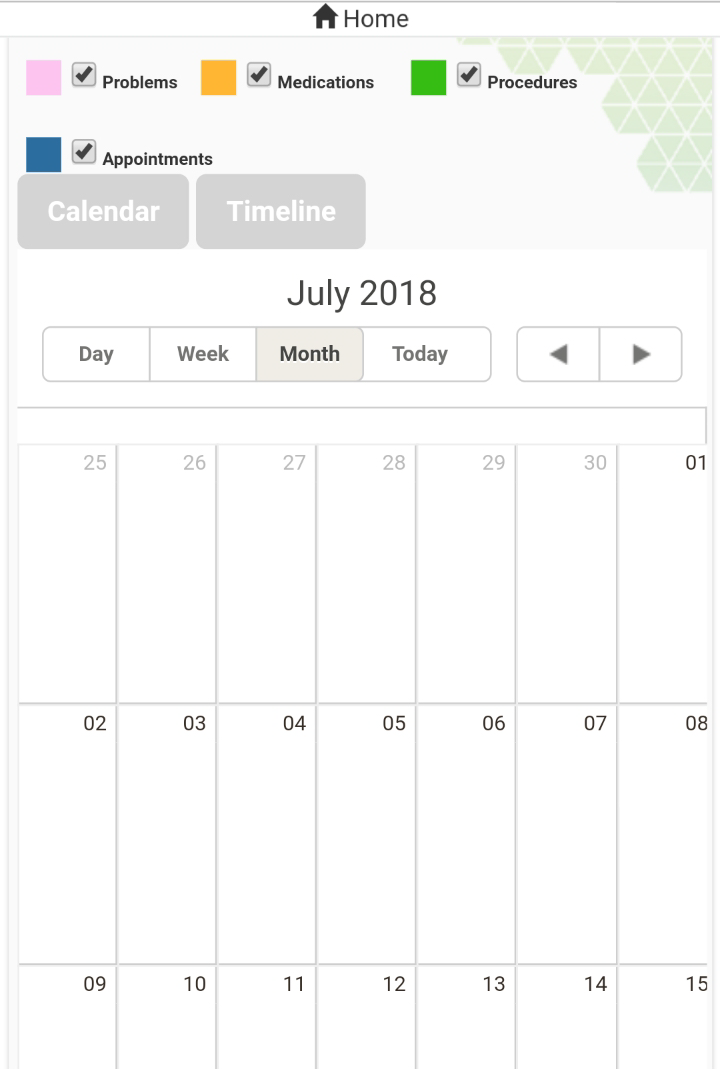 Home
Problems Medications Procedures
Appointments
Calendar Timeline
July 2018
Day Week Month Today
25 26 27 28 29 30 01
02 03 04 05 06 07 08
09 10 11 12 13 14 15